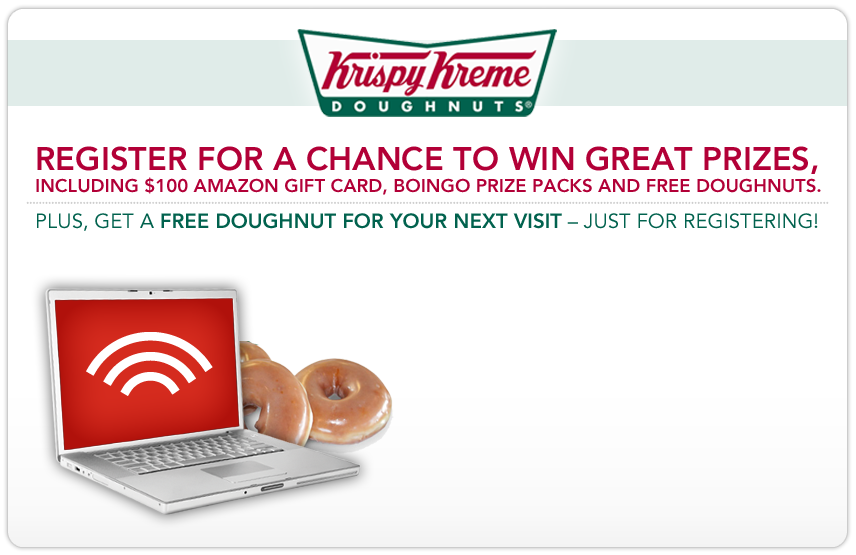 Krispy Kreme
DOUGHNUTS®
REGISTER FOR A CHANCE TO WIN GREAT PRIZES,
INCLUDING $100 AMAZON GIFT CARD, BOINGO PRIZE PACKS AND FREE DOUGHNUTS.
PLUS, GET A FREE DOUGHNUT FOR YOUR NEXT VISIT – JUST FOR REGISTERING!